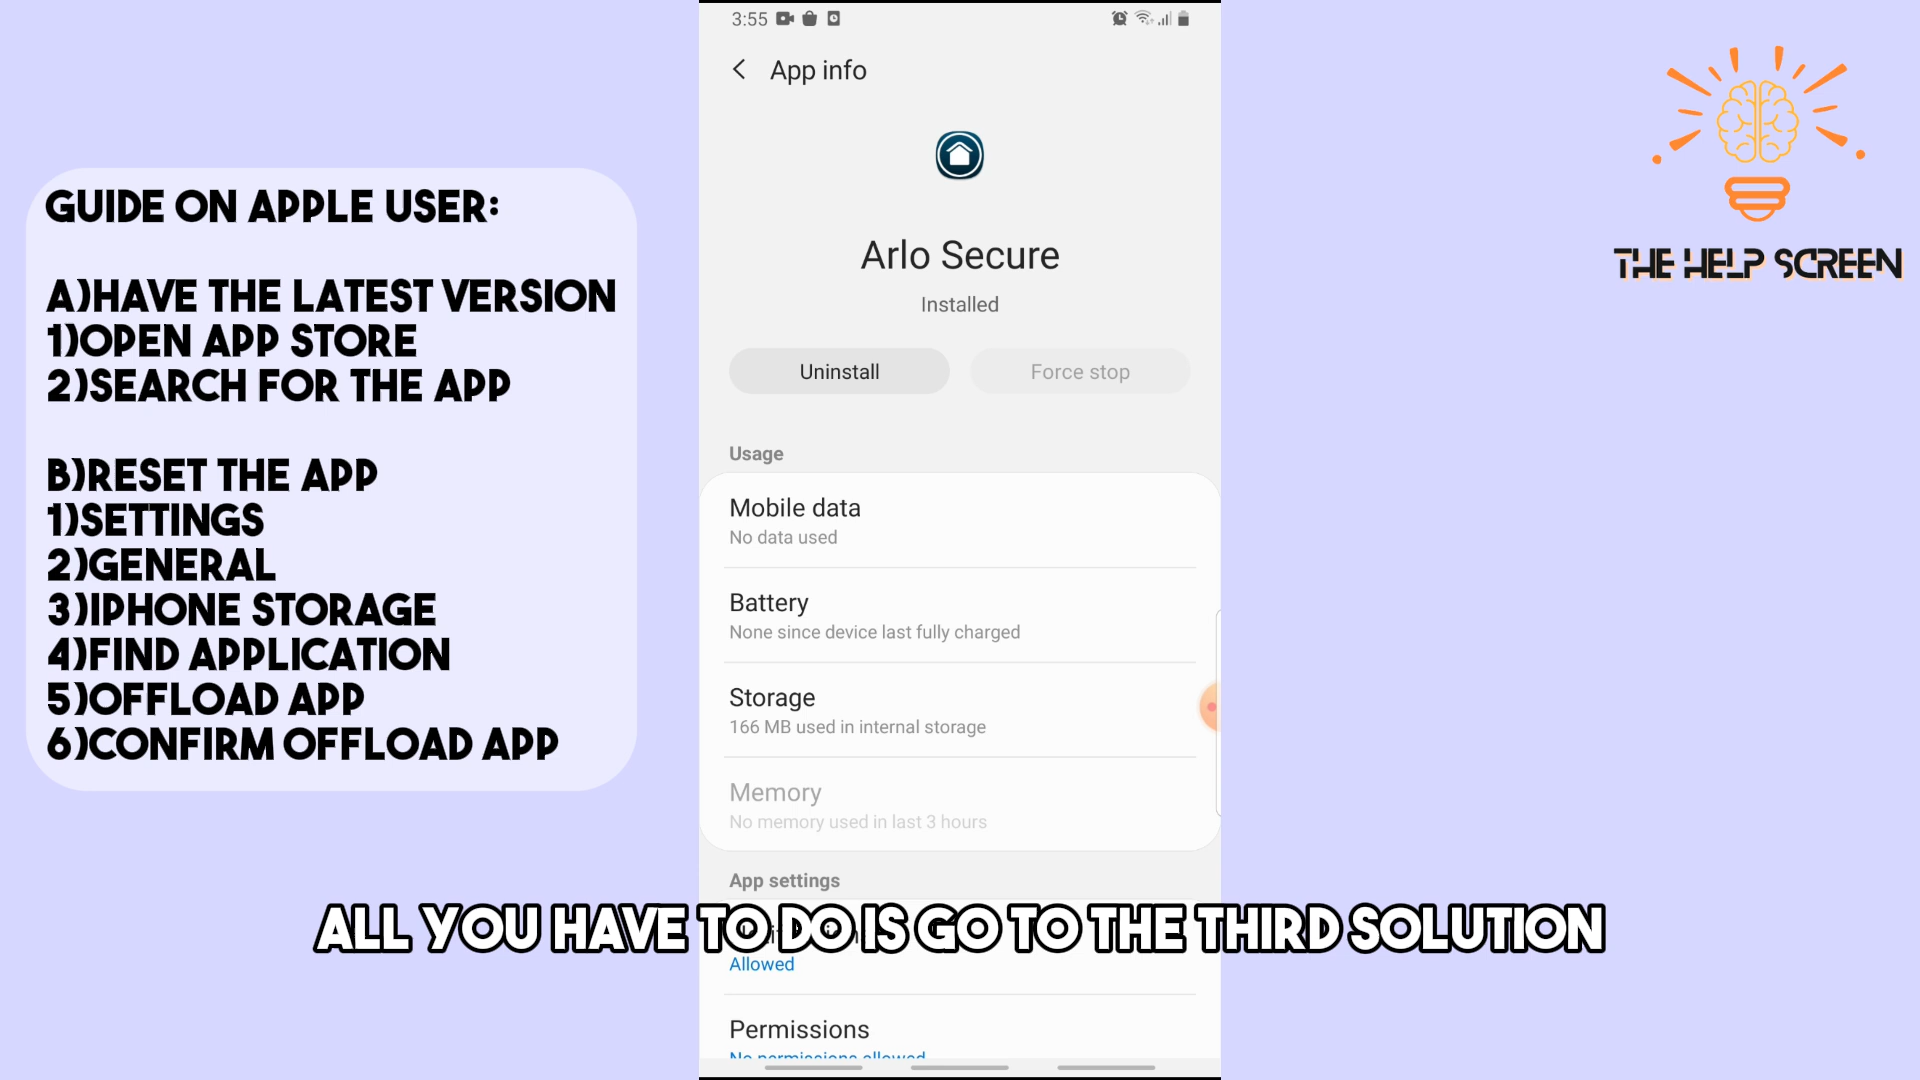 3:55
App info
Arlo Secure
Installed
Uninstall
Force stop
Usage
Mobile data
No data used
Battery
None since device last fully charged
Storage
166 MB used in internal storage
Memory
No memory used in last 3 hours
App settings
Allowed
Permissions
No permissions allowed
GUIDE ON APPLE USER:
A)HAVE THE LATEST VERSION
1)OPEN APP STORE
2)SEARCH FOR THE APP
B)RESET THE APP
1)SETTINGS
2)GENERAL
3)IPHONE STORAGE
4)FIND APPLICATION
5)OFFLOAD APP
6)CONFIRM OFFLOAD APP
THE HELP SCREEN
ALL YOU HAVE TO DO IS GO TO THE THIRD SOLUTION